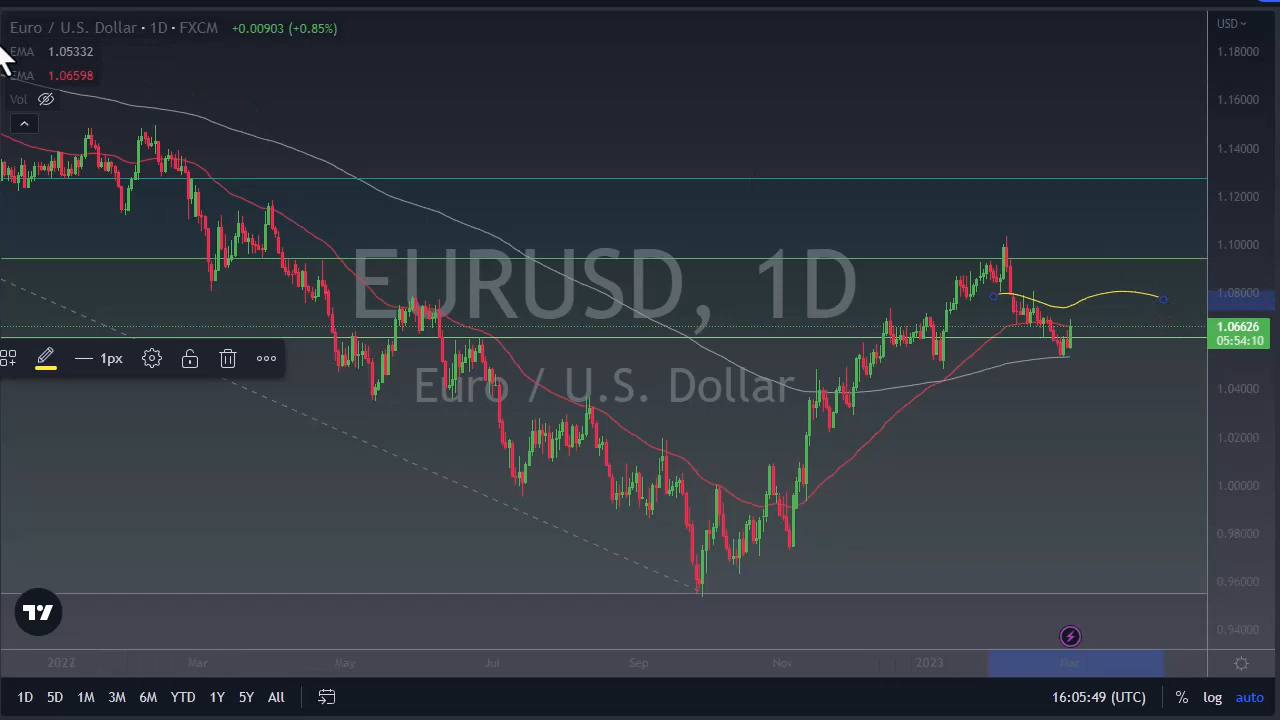 Euro / U.S. Dollar · 1D · FXCM +0.00903 (+0.85%)
EMA 1.05332
EMA 1.06598
Vol
USD
1.18000
1.16000
1.14000
1.12000
1.10000
1.08000
1.06626
05:54:10
1.04000
1.02000
1.00000
0.98000
0.96000
0.94000
EURUSD, 1D
Euro / U.S. Dollar
1px
2022 Mar May Jul Sep Nov 2023 Mar
1D 5D 1M 3M 6M YTD 1Y 5Y All 16:05:49 (UTC) % log auto